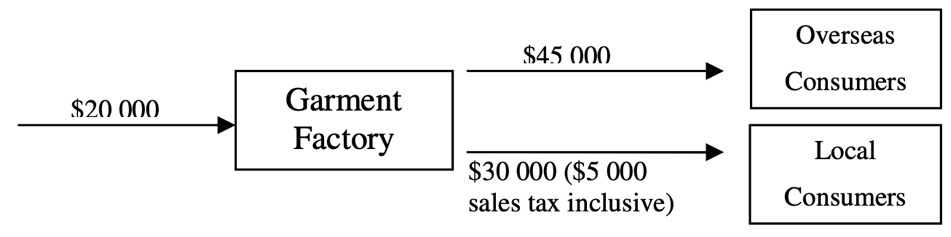 $20 000
Garment
Factory
$45 000
$30 000 ($5 000
sales tax inclusive)
Overseas
Consumers
Local
Consumers